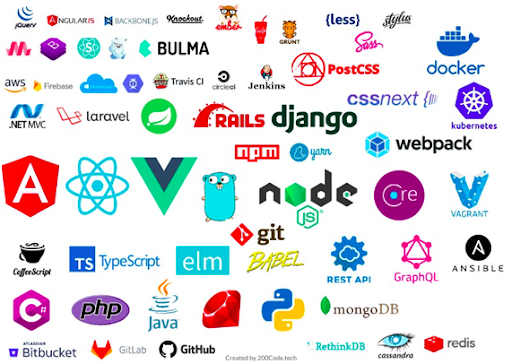 jQuery
ANGULARJS
BACKBONE.JS
Knockout.
ember
GRUNT
{less}
stylus
Sass
docker
BULMA
PostCSS
aws
Firebase
Travis CI
circleci
Jenkins
cssnext {
kubernetes
.NET MVC
laravel
RAILS
django
npm
yarn
webpack
A
node
JS
Core
VAGRANT
git
CoffeeScript
TS TypeScript
elm
BABEL
REST API
GraphQL
A
ANSIBLE
C#
php
Java
mongoDB
ATLASSIAN
Bitbucket
GitLab
GitHub
Created by 200Code.tech
RethinkDB
cassandra
redis